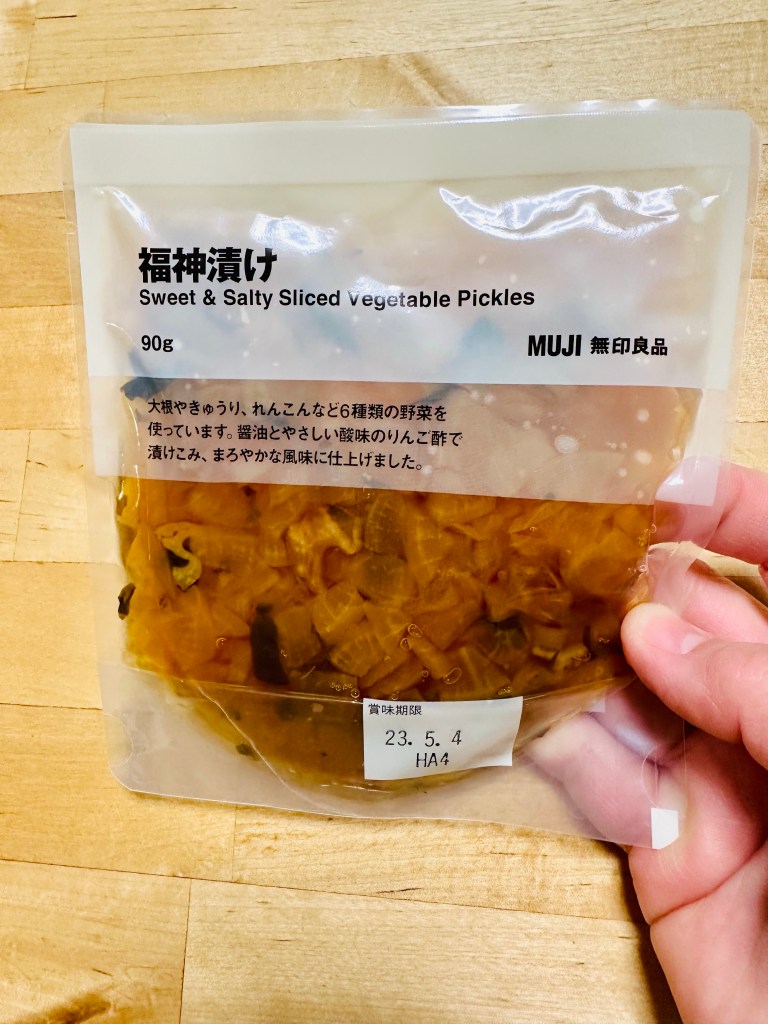 福神漬け
Sweet & Salty Sliced Vegetable Pickles
90g
MUJI 無印良品
大根やきゅうり、れんこんなど6種類の野菜を
使っています。醤油とやさしい酸味のりんご酢で
漬けこみ、まろやかな風味に仕上げました。
賞味期限
23. 5. 4
HA4